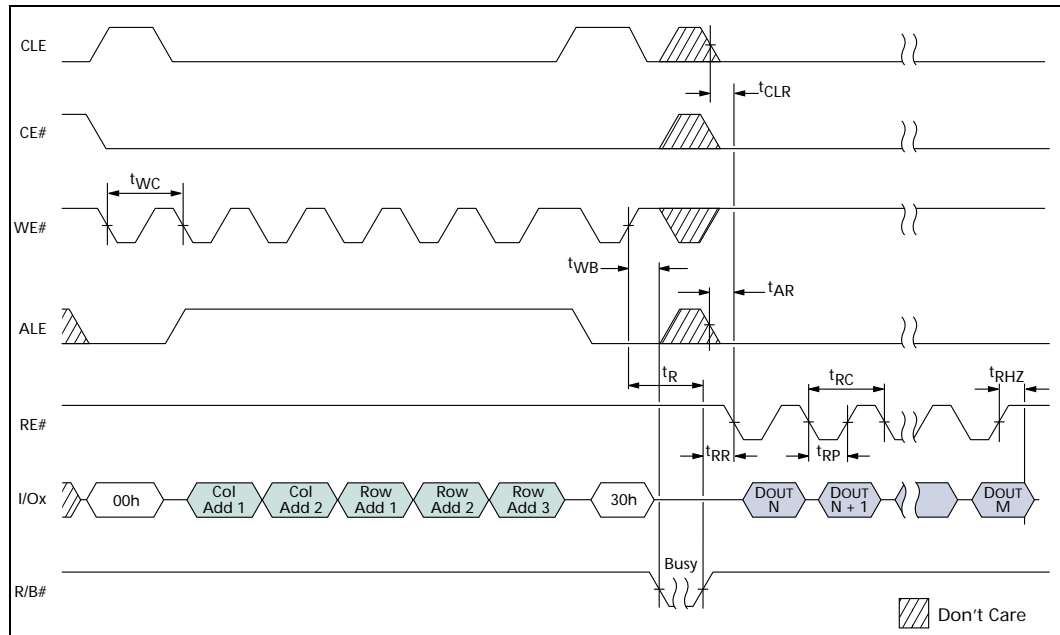 CLE
tCLR
CE#
tWC
WE#
tWB
tAR
ALE
tR
tRC
tRHZ
RE#
tRR
tRP
I/Ox
00h
Col
Add 1
Col
Add 2
Row
Add 1
Row
Add 2
Row
Add 3
30h
DOUT
N
DOUT
N + 1
DOUT
M
Busy
R/B#
Don't Care